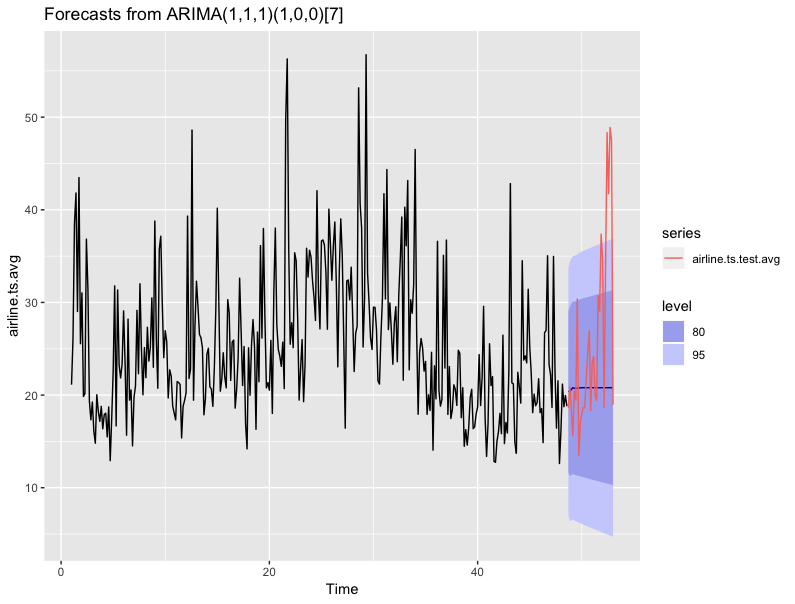 Forecasts from ARIMA(1,1,1)(1,0,0)[7]
airline.ts.avg
50
40
30
20
10
0
20
40
Time
series
airline.ts.test.avg
level
80
95